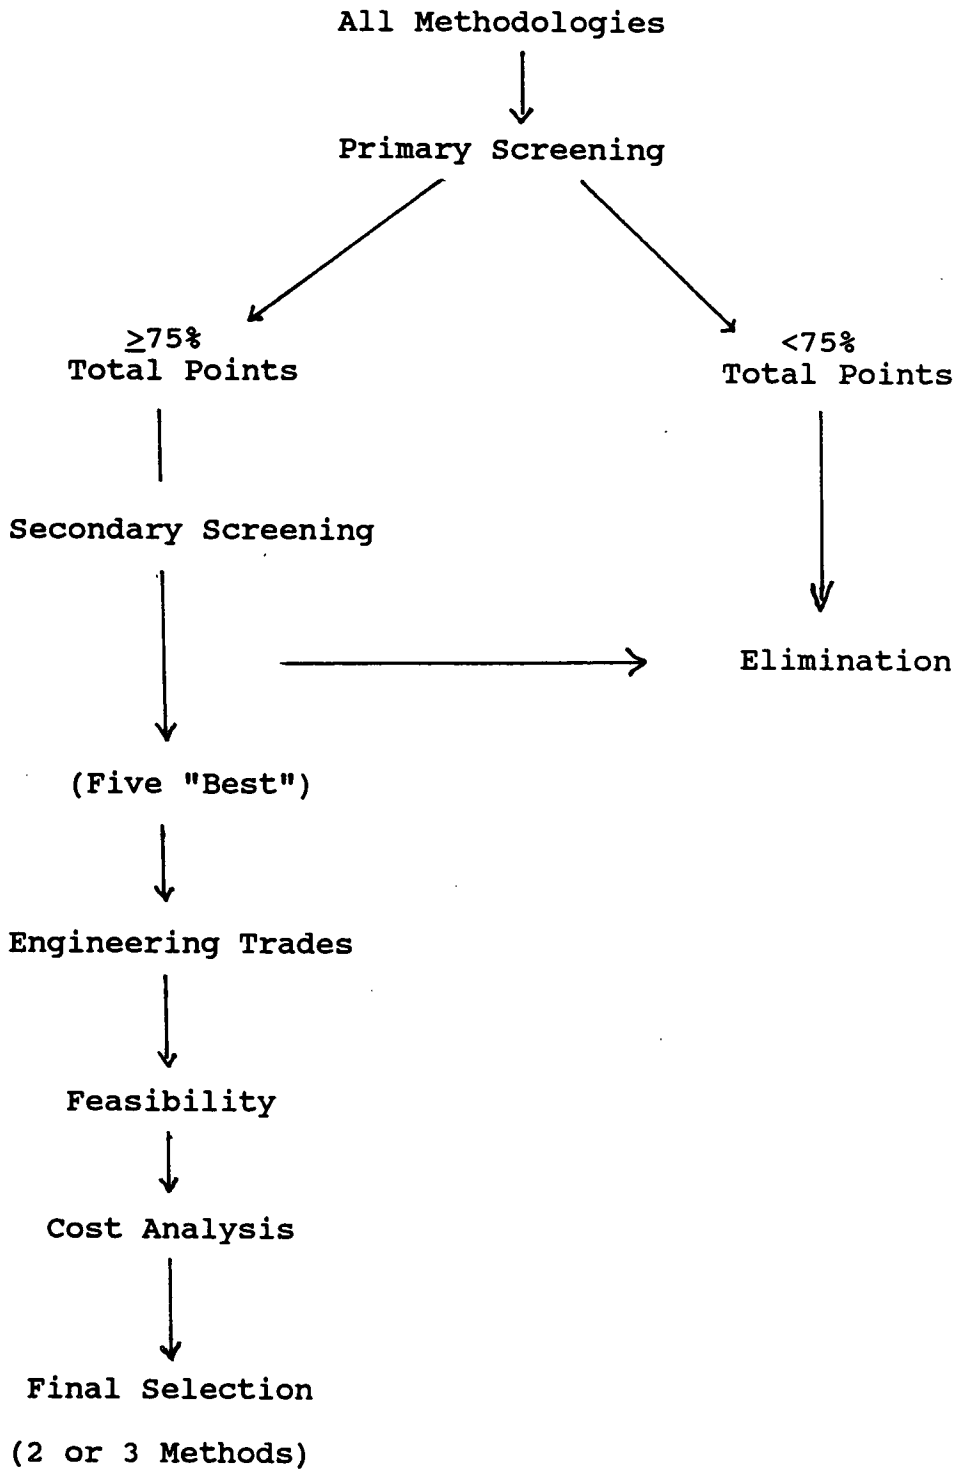 All Methodologies
Primary Screening
≥75%
Total Points
<75%
Total Points
Secondary Screening
Elimination
(Five "Best")
Engineering Trades
Feasibility
Cost Analysis
Final Selection
(2 or 3 Methods)